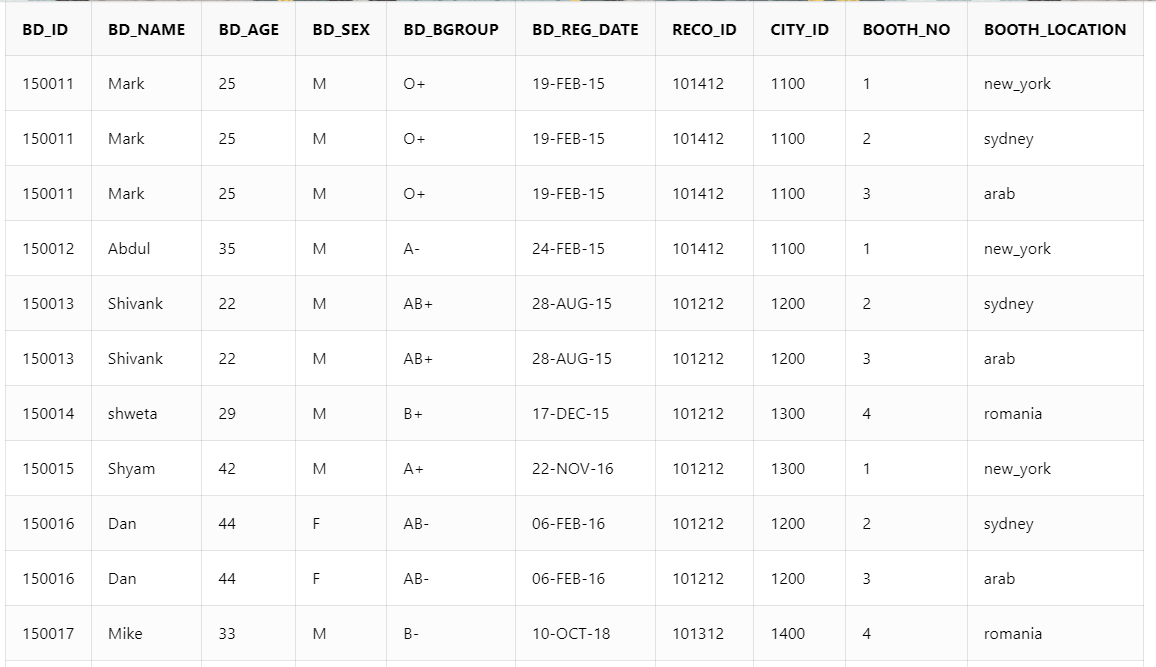 BD_ID BD_NAME BD_AGE BD_SEX BD_BGROUP BD_REG_DATE RECO_ID CITY_ID BOOTH_NO BOOTH_LOCATION
150011 Mark 25 M O+ 19-FEB-15 101412 1100 1 new_york
150011 Mark 25 M O+ 19-FEB-15 101412 1100 2 sydney
150011 Mark 25 M O+ 19-FEB-15 101412 1100 3 arab
150012 Abdul 35 M A- 24-FEB-15 101412 1100 1 new_york
150013 Shivank 22 M AB+ 28-AUG-15 101212 1200 2 sydney
150013 Shivank 22 M AB+ 28-AUG-15 101212 1200 3 arab
150014 shweta 29 M B+ 17-DEC-15 101212 1300 4 romania
150015 Shyam 42 M A+ 22-NOV-16 101212 1300 1 new_york
150016 Dan 44 F AB- 06-FEB-16 101212 1200 2 sydney
150016 Dan 44 F AB- 06-FEB-16 101212 1200 3 arab
150017 Mike 33 M B- 10-OCT-18 101312 1400 4 romania